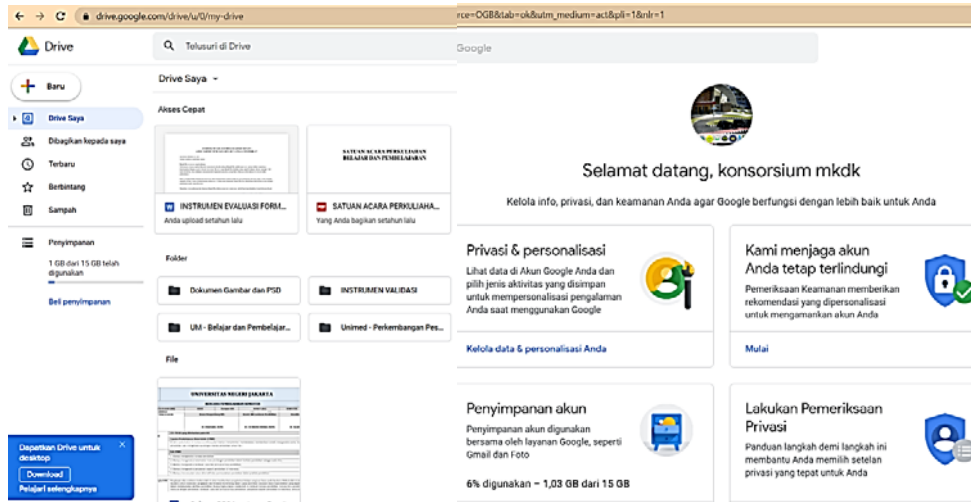 drive.google.com/drive/u/0/my-drive
Drive
Telusuri di Drive
Baru
Drive Saya
Dibagikan kepada saya
Terbaru
Berbintang
Sampah
Penyimpanan
1 GB dari 15 GB telah
digunakan
Beli penyimpanan
Dapatkan Drive untuk
desktop
Download
Pelajari selengkapnya
Drive Saya
Akses Cepat
INSTRUMEN EVALUASI FORM...
Anda upload setahun lalu
SATUAN ACARA PERKULIAHAN
BELAJAR DAN PEMBELAJARAN
SATUAN ACARA PERKULIAHA...
Yang Anda bagikan setahun lalu
Folder
Dokumen Gambar dan PSD
INSTRUMEN VALIDASI
UM - Belajar dan Pembelajar...
Unimed - Perkembangan Pes...
File
UNIVERSITAS NEGERI JAKARTA
rce=OGB&tab=ok&utm_medium=act&pli=1&nlr=1
Google
Selamat datang, konsorsium mkdk
Kelola info, privasi, dan keamanan Anda agar Google berfungsi dengan lebih baik untuk Anda
Privasi & personalisasi
Lihat data di Akun Google Anda dan
pilih jenis aktivitas yang disimpan
untuk mempersonalisasi pengalaman
Anda saat menggunakan Google
Kelola data & personalisasi Anda
Kami menjaga akun
Anda tetap terlindungi
Pemeriksaan Keamanan memberikan
rekomendasi yang dipersonalisasi
untuk mengamankan akun Anda
Mulai
Penyimpanan akun
Penyimpanan akun digunakan
bersama oleh layanan Google, seperti
Gmail dan Foto
6% digunakan – 1,03 GB dari 15 GB
Lakukan Pemeriksaan
Privasi
Panduan langkah demi langkah ini
membantu Anda memilih setelan
privasi yang tepat untuk Anda